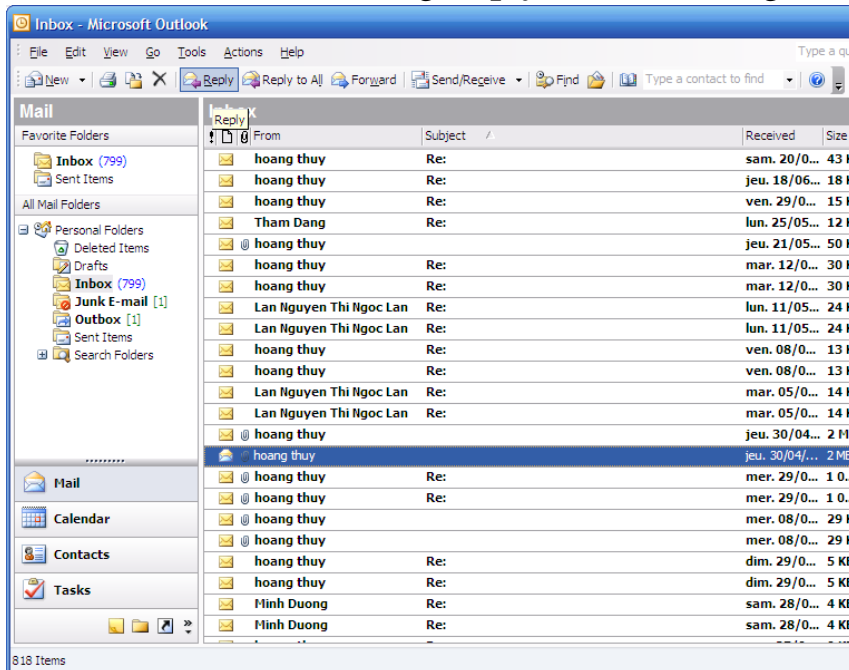 Inbox - Microsoft Outlook
File Edit View Go Tools Actions Help Type a qu
New Reply Reply to All Forward Send/Receive Find Type a contact to find
Mail
Reply
Favorite Folders
! From Subject Received Size
Inbox (799)
Sent Items
All Mail Folders
Personal Folders
Deleted Items
Drafts
Inbox (799)
Junk E-mail [1]
Outbox [1]
Sent Items
Search Folders
Mail
Calendar
Contacts
Tasks
hoang thuy Re: sam. 20/0... 43
hoang thuy Re: jeu. 18/06... 18
hoang thuy Re: ven. 29/0... 15
Tham Dang Re: lun. 25/05... 12
hoang thuy jeu. 21/05... 50
hoang thuy Re: mar. 12/0... 30
hoang thuy Re: mar. 12/0... 30
Lan Nguyen Thi Ngoc Lan Re: lun. 11/05... 24
Lan Nguyen Thi Ngoc Lan Re: lun. 11/05... 24
hoang thuy Re: ven. 08/0... 13
hoang thuy Re: ven. 08/0... 13
Lan Nguyen Thi Ngoc Lan Re: mar. 05/0... 14
Lan Nguyen Thi Ngoc Lan Re: mar. 05/0... 14
hoang thuy jeu. 30/04... 2 M
hoang thuy jeu. 30/04/... 2 ME
hoang thuy Re: mer. 29/0... 1 0..
hoang thuy Re: mer. 29/0... 1 0..
hoang thuy mer. 08/0... 29
hoang thuy mer. 08/0... 29
hoang thuy Re: dim. 29/0... 5 KE
hoang thuy Re: dim. 29/0... 5 KE
Minh Duong Re: sam. 28/0... 4 KE
Minh Duong Re: sam. 28/0... 4 KE
818 Items